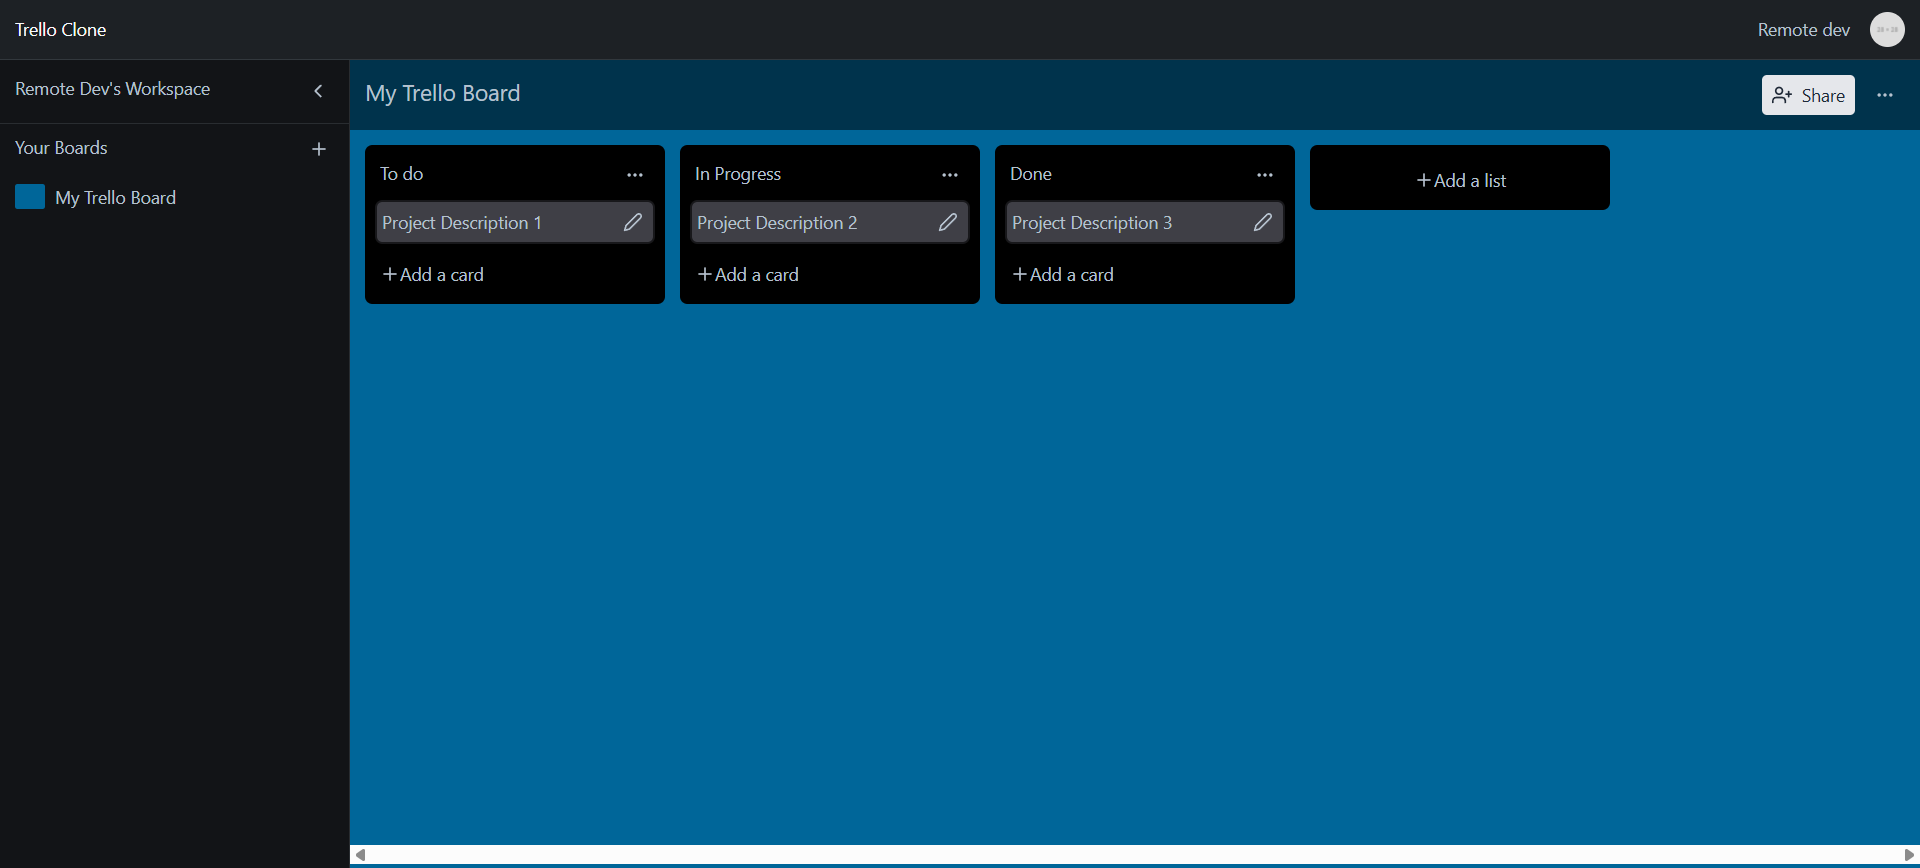 Trello Clone
Remote dev
Remote Dev's Workspace
My Trello Board
Share
Your Boards
My Trello Board
To do
Project Description 1
Add a card
In Progress
Project Description 2
Add a card
Done
Project Description 3
Add a card
Add a list